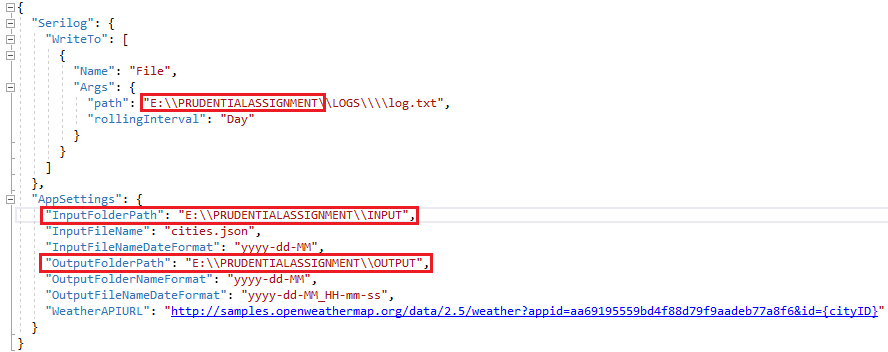 {
"Serilog": {
"WriteTo": [
{
"Name": "File",
"Args": {
"path": "E:\\PRUDENTIALASSIGNMENT\\LOGS\\\\log.txt",
"rollingInterval": "Day"
}
}
]
},
"AppSettings": {
"InputFolderPath": "E:\\PRUDENTIALASSIGNMENT\\INPUT",
"InputFileName": "cities.json",
"InputFileNameDateFormat": "yyyy-dd-MM",
"OutputFolderPath": "E:\\PRUDENTIALASSIGNMENT\\OUTPUT",
"OutputFolderNameFormat": "yyyy-dd-MM",
"OutputFileNameDateFormat": "yyyy-dd-MM_HH-mm-ss",
"WeatherAPIURL": "http://samples.openweathermap.org/data/2.5/weather?appid=aa69195559bd4f88d79f9aadeb77a8f6&id={cityID}"
}
}